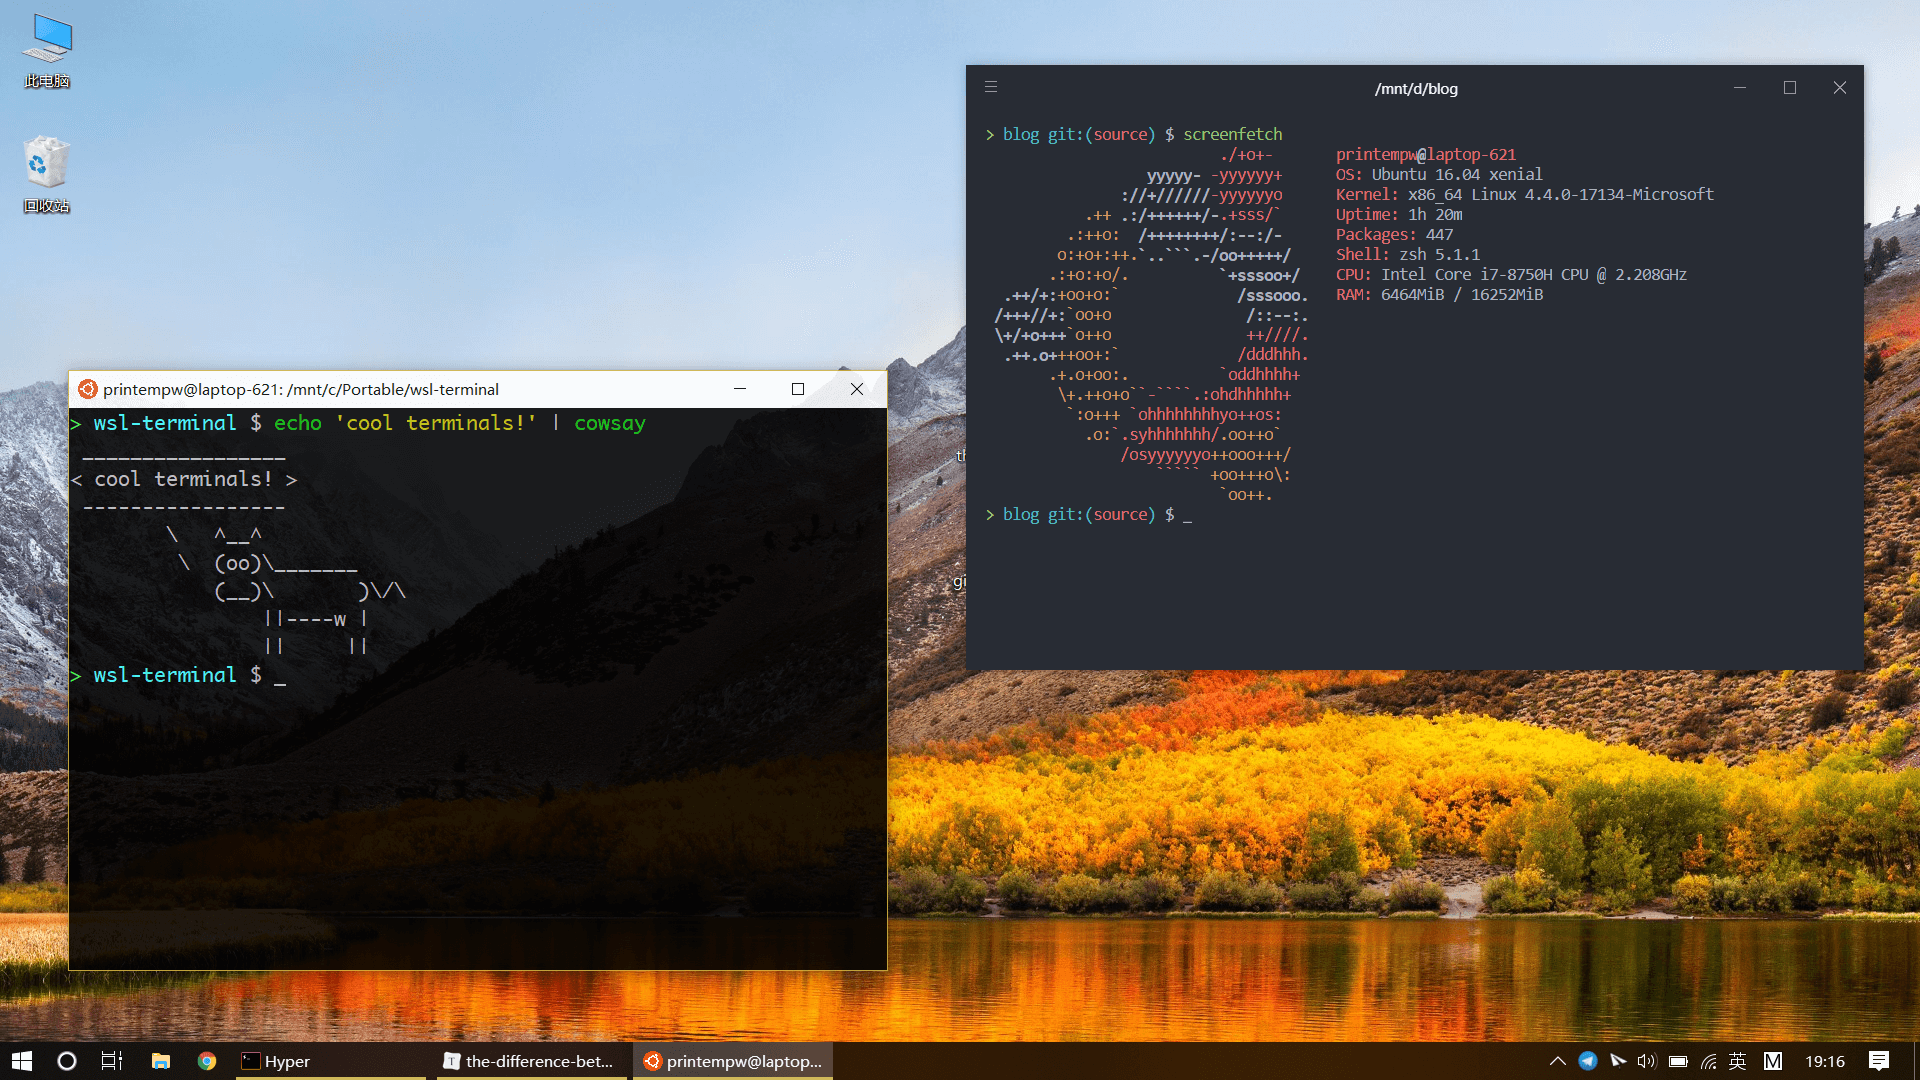 此电脑
回收站
/mnt/d/blog
> blog git:(source) $ screenfetch
./+o+-
yyyyy- -yyyyyy+
://+//////-yyyyyyo
.++ .:/++++++/-.+sss/`
.:++o:  /++++++++/:--:/-
o:+o+:++.`..```.-/oo+++++/
.:+o:+o/.          `+sssoo+/
.++/+:+oo+o:`             /sssooo.
/+++//+:`oo+o               /::--:.
\+/+o+++`o++o               ++////.
.++.o+++oo+:`             /dddhhh.
.+.o+oo:.          `oddhhhh+
\+.++o+o``-````.:ohdhhhhh+
`:o+++ `ohhhhhhhhyo++os:
.o:`.syhhhhhhh/.oo++o`
/osyyyyyyo++ooo+++/
````` +oo+++o\:
`oo++.
printempw@laptop-621
OS: Ubuntu 16.04 xenial
Kernel: x86_64 Linux 4.4.0-17134-Microsoft
Uptime: 1h 20m
Packages: 447
Shell: zsh 5.1.1
CPU: Intel Core i7-8750H CPU @ 2.208GHz
RAM: 6464MiB / 16252MiB
> blog git:(source) $ _
printempw@laptop-621: /mnt/c/Portable/wsl-terminal
> wsl-terminal $ echo 'cool terminals!' | cowsay
_________________
< cool terminals! >
-----------------
\   ^__^
\  (oo)\_______
(__)\       )\/\
||----w |
||     ||
> wsl-terminal $ _
Hyper
the-difference-bet...
printempw@laptop...
英
M
19:16